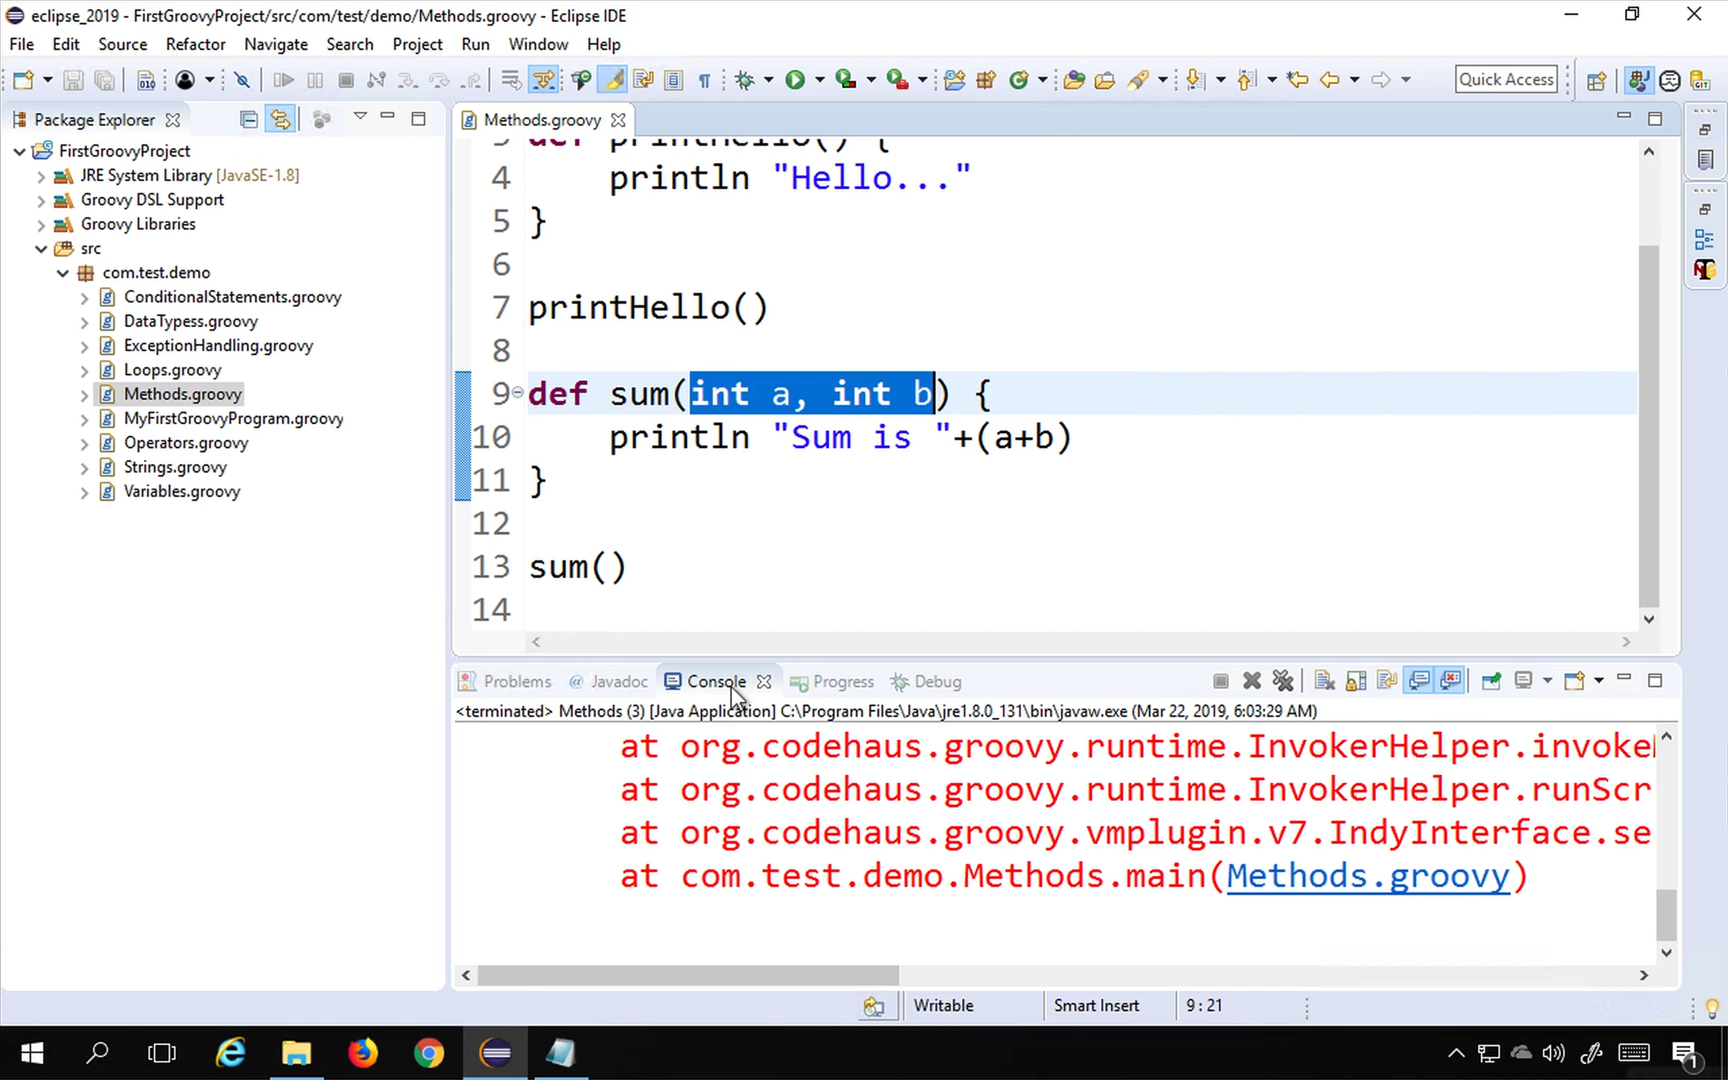 eclipse_2019 - FirstGroovyProject/src/com/test/demo/Methods.groovy - Eclipse IDE
File Edit Source Refactor Navigate Search Project Run Window Help
Quick Access
Package Explorer
FirstGroovyProject
JRE System Library [JavaSE-1.8]
Groovy DSL Support
Groovy Libraries
src
com.test.demo
ConditionalStatements.groovy
DataTypess.groovy
ExceptionHandling.groovy
Loops.groovy
Methods.groovy
MyFirstGroovyProgram.groovy
Operators.groovy
Strings.groovy
Variables.groovy
Methods.groovy
3 def printHello() {
4 println "Hello..."
5 }
6
7 printHello()
8
9 def sum(int a, int b) {
10 println "Sum is "+(a+b)
11 }
12
13 sum()
14
Problems @ Javadoc Console Progress Debug
<terminated> Methods (3) [Java Application] C:\Program Files\Java\jre1.8.0_131\bin\javaw.exe (Mar 22, 2019, 6:03:29 AM)
at org.codehaus.groovy.runtime.InvokerHelper.invoke
at org.codehaus.groovy.runtime.InvokerHelper.runScr
at org.codehaus.groovy.vmplugin.v7.IndyInterface.se
at com.test.demo.Methods.main(Methods.groovy)
Writable Smart Insert 9 : 21
1